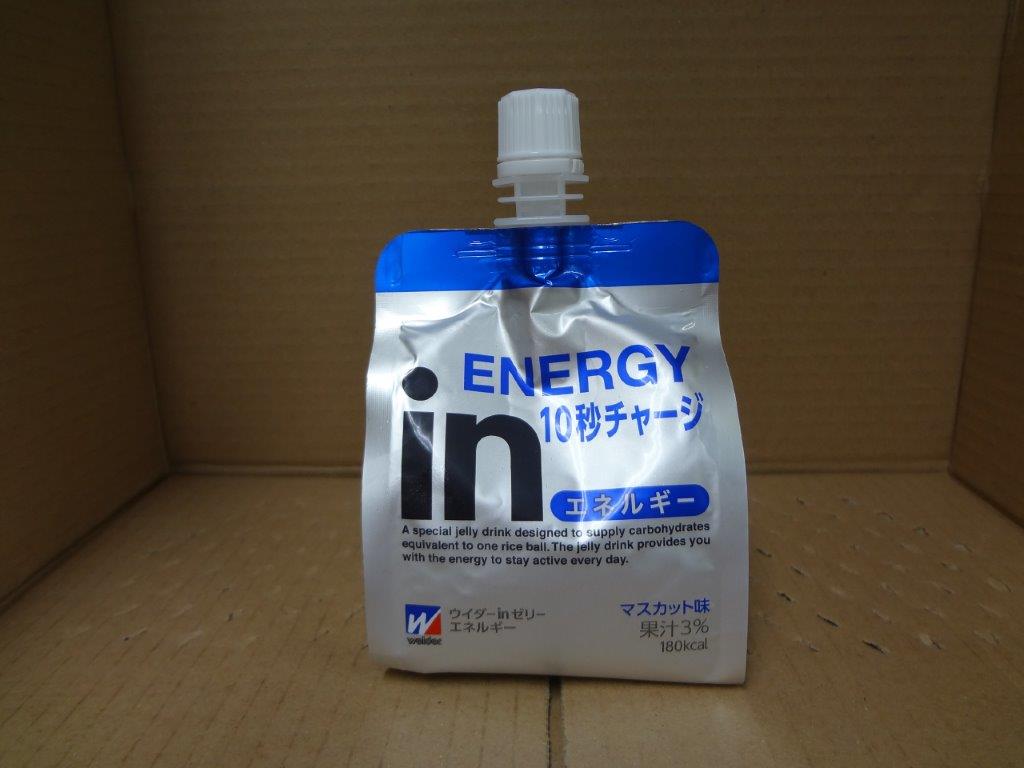 ENERGY
in
10秒チャージ
エネルギー
A special jelly drink designed to supply carbohydrates
equivalent to one rice ball. The jelly drink provides you
with the energy to stay active every day.
W
weider
ウイダーinゼリー
エネルギー
マスカット味
果汁3%
180kcal